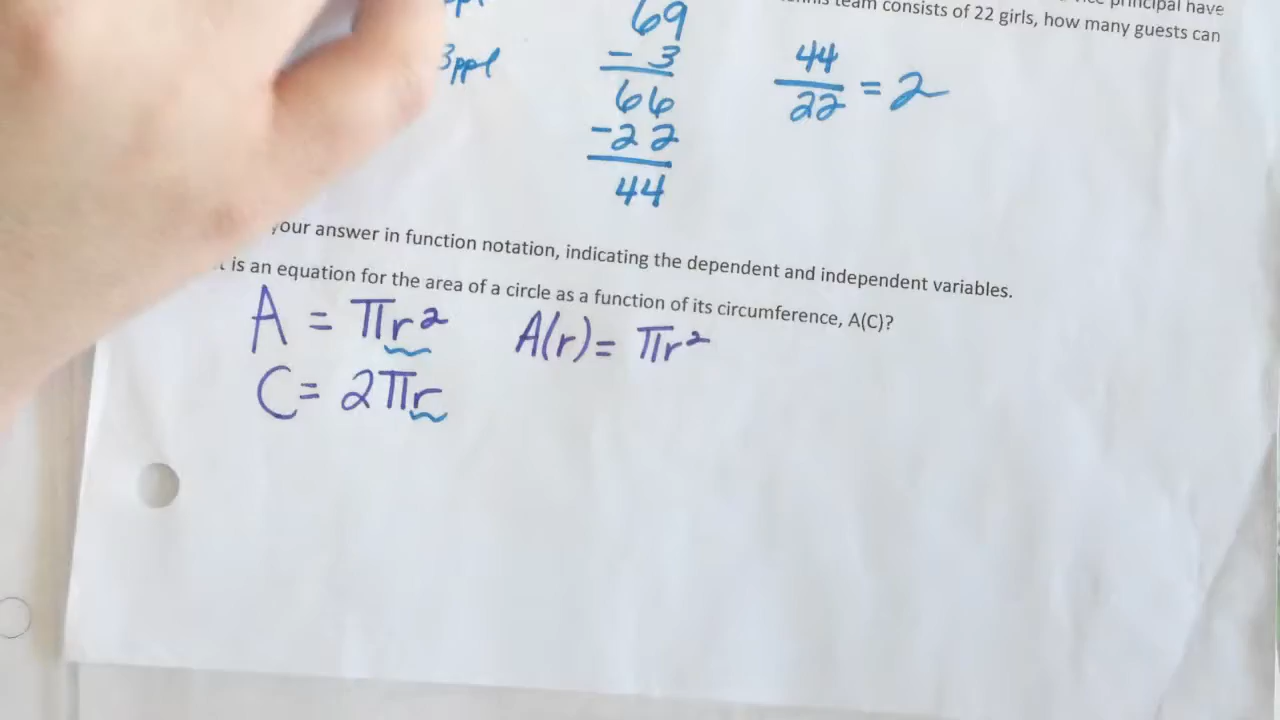 principal have
team consists of 22 girls, how many guests can
69
- 3
66
-22
44
3ppl
44/22 = 2
your answer in function notation, indicating the dependent and independent variables.
is an equation for the area of a circle as a function of its circumference, A(C)?
A = πr²
A(r) = πr²
C = 2πr